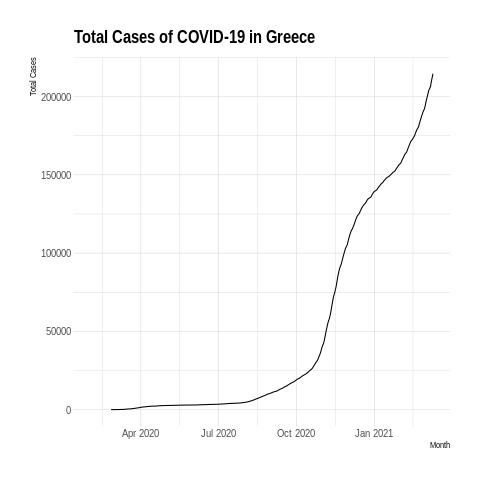 Total Cases of COVID-19 in Greece
Total Cases
200000
150000
100000
50000
0
Apr 2020 Jul 2020 Oct 2020 Jan 2021
Month